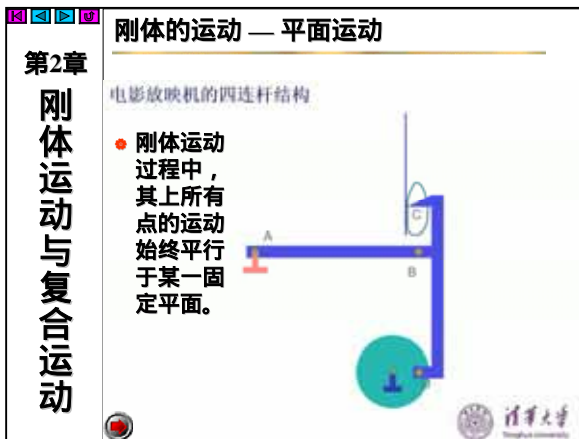 刚体的运动 — 平面运动
第2章
刚体运动与复合运动
电影放映机的四连杆结构
刚体运动
过程中，
其上所有
点的运动
始终平行
于某一固
定平面。
C
A
B
清华大学
Tsinghua University